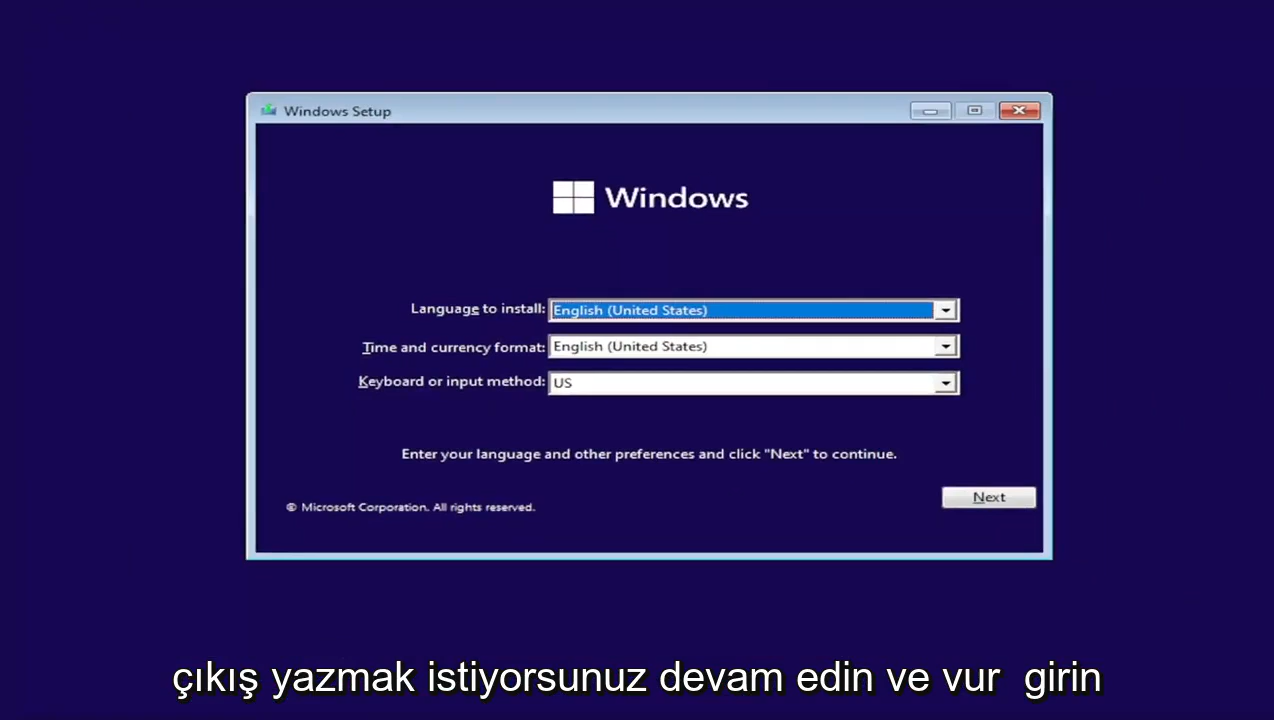 Windows Setup
Windows
Language to install: English (United States)
Time and currency format: English (United States)
Keyboard or input method: US
Enter your language and other preferences and click "Next" to continue.
Next
© Microsoft Corporation. All rights reserved.
çıkış yazmak istiyorsunuz devam edin ve vur girin